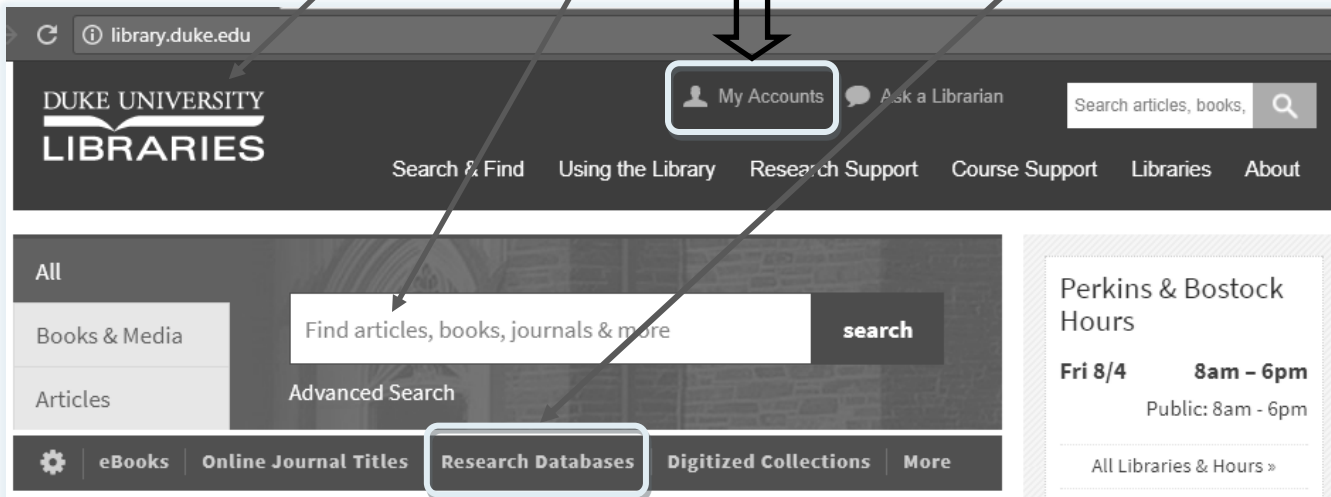 library.duke.edu
DUKE UNIVERSITY
LIBRARIES
My Accounts
Ask a Librarian
Search articles, books,
Search & Find
Using the Library
Research Support
Course Support
Libraries
About
All
Books & Media
Articles
Find articles, books, journals & more
search
Advanced Search
eBooks
Online Journal Titles
Research Databases
Digitized Collections
More
Perkins & Bostock
Hours
Fri 8/4 8am – 6pm
Public: 8am - 6pm
All Libraries & Hours »